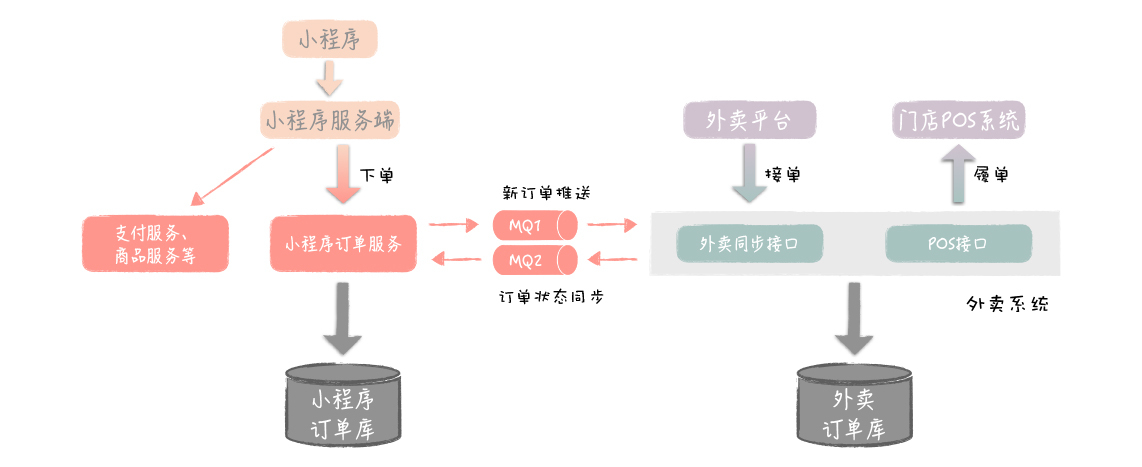 小程序
小程序服务端
外卖平台
门店POS系统
下单
接单
履单
新订单推送
支付服务、
商品服务等
小程序订单服务
MQ1
MQ2
外卖同步接口
POS接口
订单状态同步
外卖系统
小程序
订单库
外卖
订单库